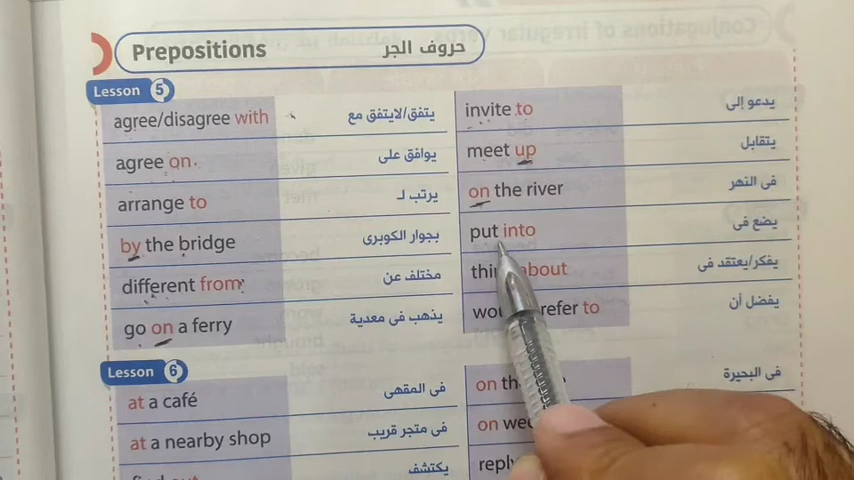 Prepositions حروف الجر
Lesson 5
agree/disagree with يتفق/لايتفق مع
agree on يوافق على
arrange to يرتب لـ
by the bridge بجوار الكوبرى
different from مختلف عن
go on a ferry يذهب فى معدية
invite to يدعو إلى
meet up يتقابل
on the river فى النهر
put into يضع فى
about يفكر/يعتقد فى
to يفضل أن
Lesson 6
at a café فى المقهى
at a nearby shop فى متجر قريب
يكتشف
on فى البحيرة
on